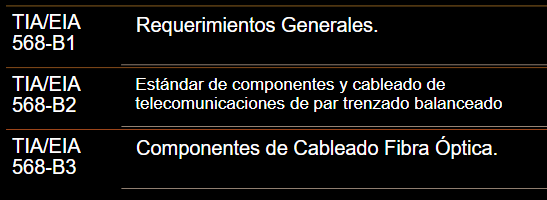 TIA/EIA
568-B1
Requerimientos Generales.
TIA/EIA
568-B2
Estándar de componentes y cableado de
telecomunicaciones de par trenzado balanceado
TIA/EIA
568-B3
Componentes de Cableado Fibra Óptica.